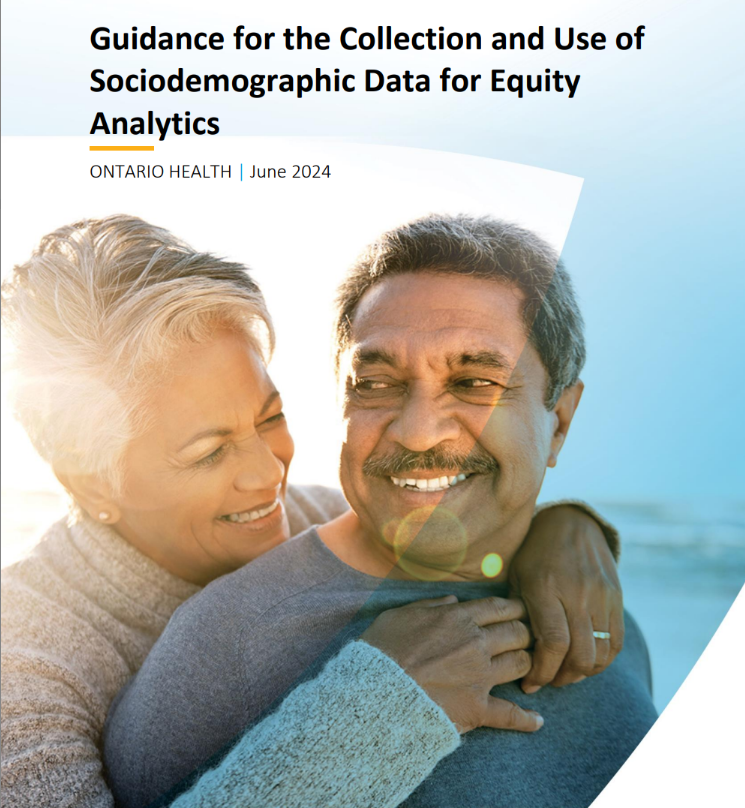 Guidance for the Collection and Use of
Sociodemographic Data for Equity
Analytics
ONTARIO HEALTH | June 2024